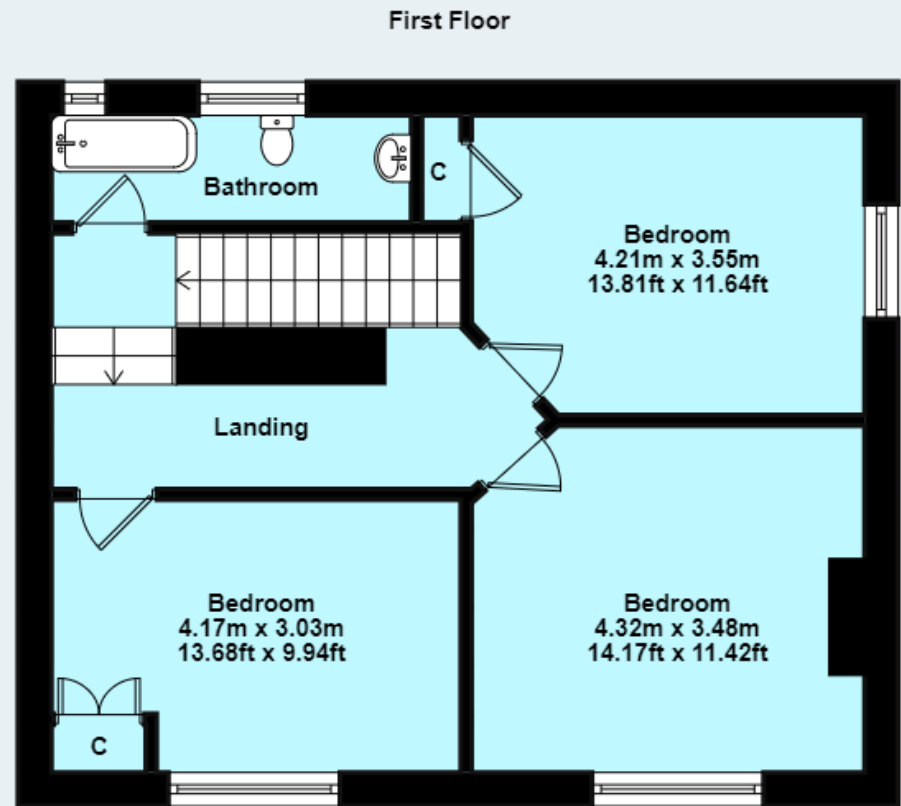 First Floor
Bathroom
C
Bedroom
4.21m x 3.55m
13.81ft x 11.64ft
Landing
Bedroom
4.17m x 3.03m
13.68ft x 9.94ft
Bedroom
4.32m x 3.48m
14.17ft x 11.42ft
C